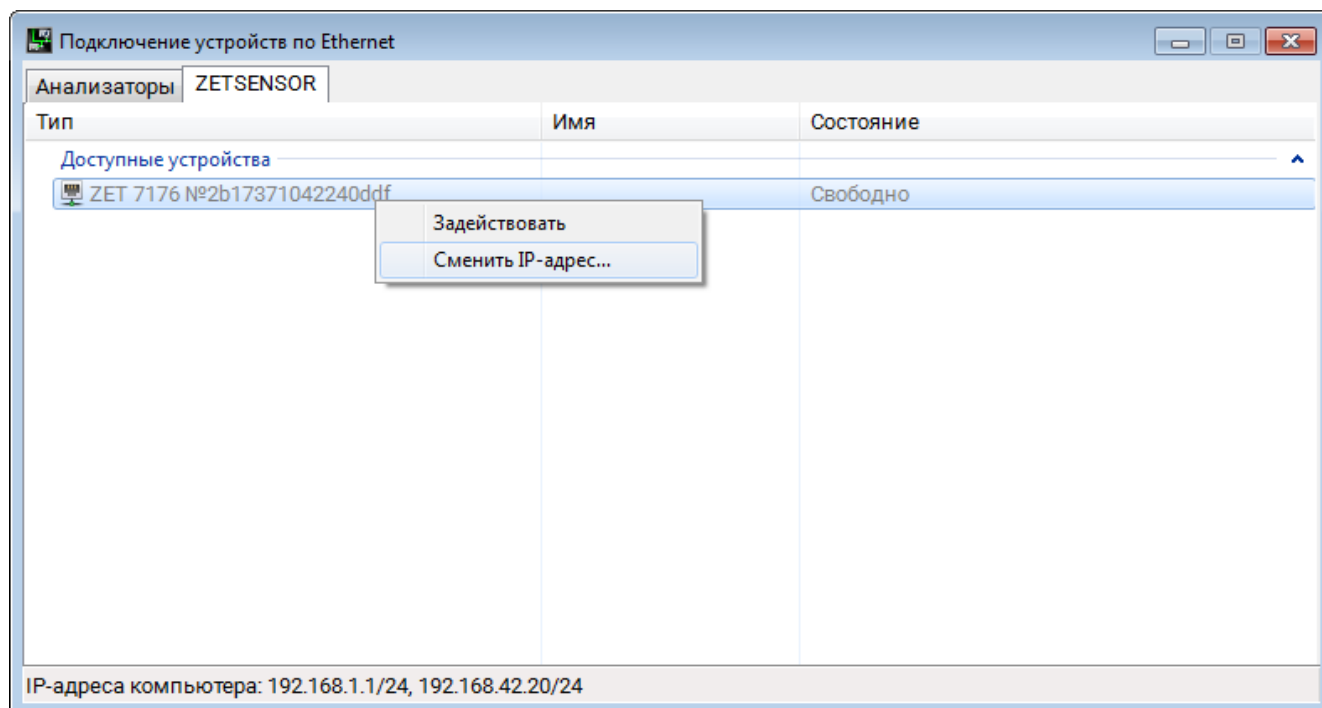 Подключение устройств по Ethernet
Анализаторы ZETSENSOR
Тип Имя Состояние
Доступные устройства
ZET 7176 №2b17371042240ddf Свободно
Задействовать
Сменить IP-адрес...
IP-адреса компьютера: 192.168.1.1/24, 192.168.42.20/24